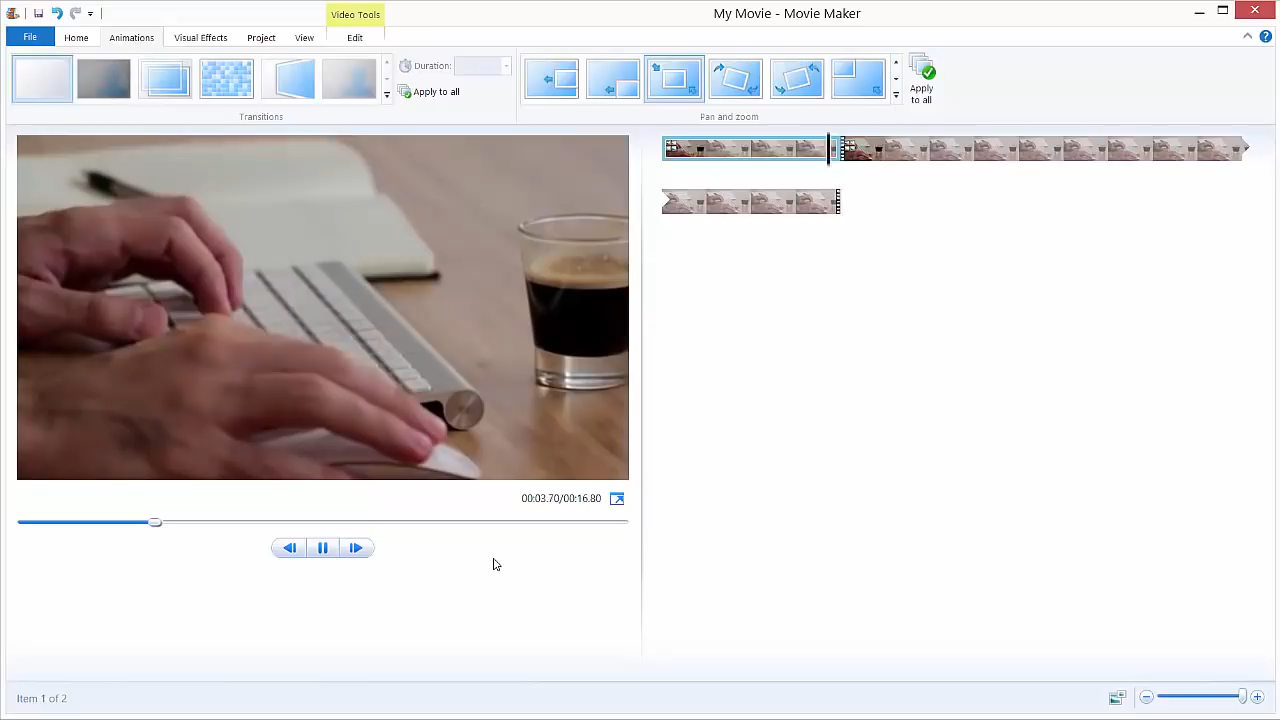 Video Tools
My Movie - Movie Maker
File
Home
Animations
Visual Effects
Project
View
Edit
Duration:
Apply to all
Apply
to all
Transitions
Pan and zoom
00:03.70/00:16.80
Item 1 of 2